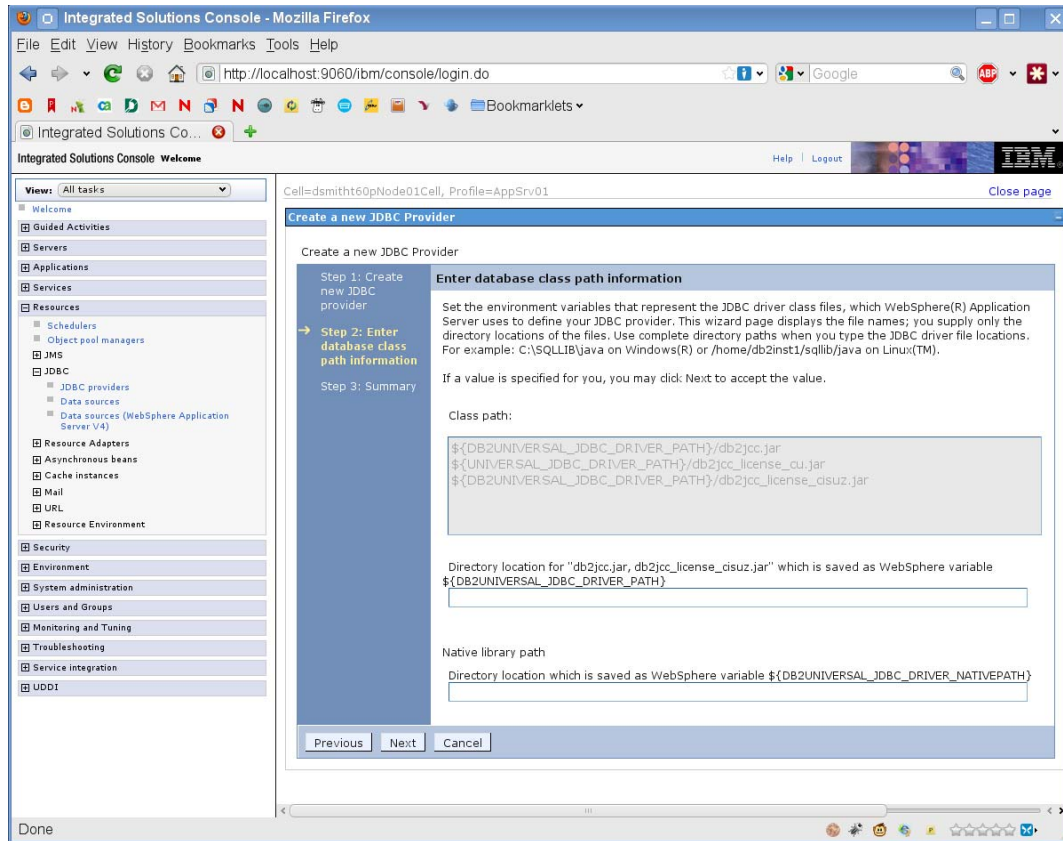 Integrated Solutions Console - Mozilla Firefox
File Edit View History Bookmarks Tools Help
http://localhost:9060/ibm/console/login.do
Google
ABP
Bookmarklets
Integrated Solutions Co...
Integrated Solutions Console Welcome
Help | Logout
IBM.
View: All tasks
Cell=dsmitht60pNode01Cell, Profile=AppSrv01
Close page
Welcome
Guided Activities
Servers
Applications
Services
Resources
Schedulers
Object pool managers
JMS
JDBC
JDBC providers
Data sources
Data sources (WebSphere Application
Server V4)
Resource Adapters
Asynchronous beans
Cache instances
Mail
URL
Resource Environment
Security
Environment
System administration
Users and Groups
Monitoring and Tuning
Troubleshooting
Service integration
UDDI
Create a new JDBC Provider
Create a new JDBC Provider
Step 1: Create
new JDBC
provider
Step 2: Enter
database class
path information
Step 3: Summary
Enter database class path information
Set the environment variables that represent the JDBC driver class files, which WebSphere(R) Application
Server uses to define your JDBC provider. This wizard page displays the file names; you supply only the
directory locations of the files. Use complete directory paths when you type the JDBC driver file locations.
For example: C:\SQLLIB\java on Windows(R) or /home/db2inst1/sqllib/java on Linux(TM).
If a value is specified for you, you may click Next to accept the value.
Class path:
${DB2UNIVERSAL_JDBC_DRIVER_PATH}/db2jcc.jar
${UNIVERSAL_JDBC_DRIVER_PATH}/db2jcc_license_cu.jar
${DB2UNIVERSAL_JDBC_DRIVER_PATH}/db2jcc_license_cisuz.jar
Directory location for "db2jcc.jar, db2jcc_license_cisuz.jar" which is saved as WebSphere variable
${DB2UNIVERSAL_JDBC_DRIVER_PATH}
Native library path
Directory location which is saved as WebSphere variable ${DB2UNIVERSAL_JDBC_DRIVER_NATIVEPATH}
Previous Next Cancel
Done